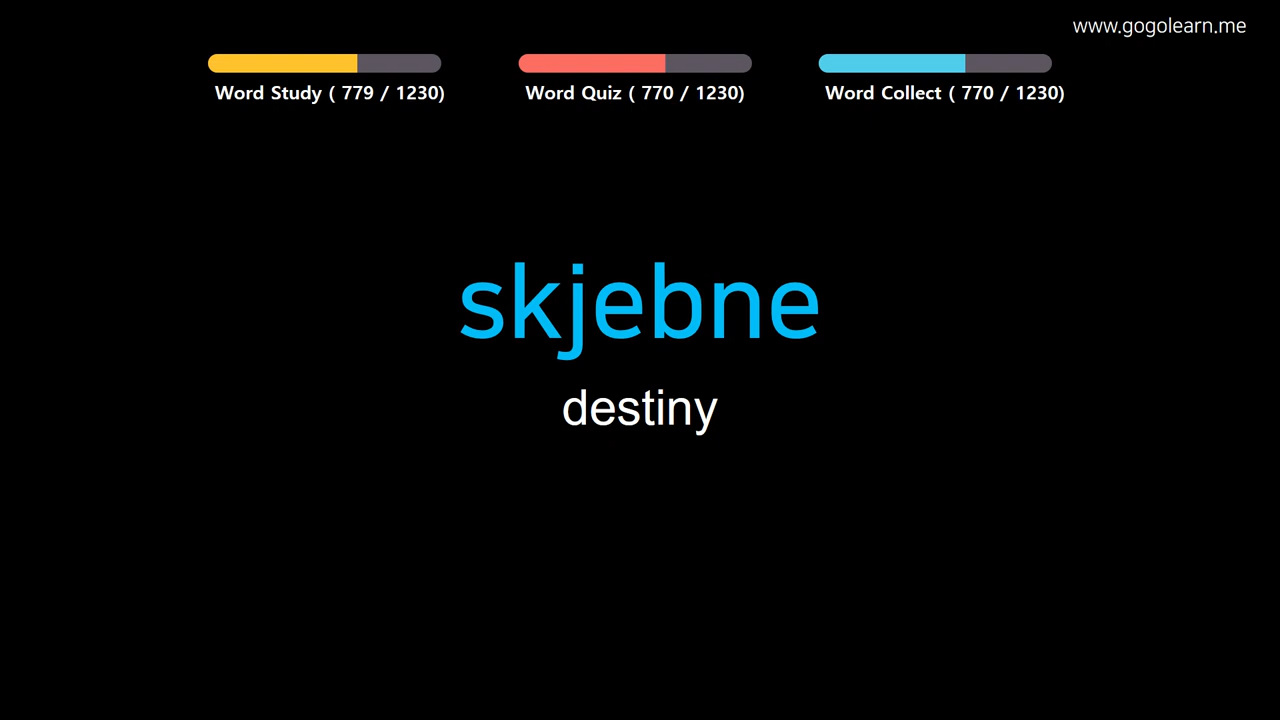 www.gogolearn.me
Word Study ( 779 / 1230)
Word Quiz ( 770 / 1230)
Word Collect ( 770 / 1230)
skjebne
destiny